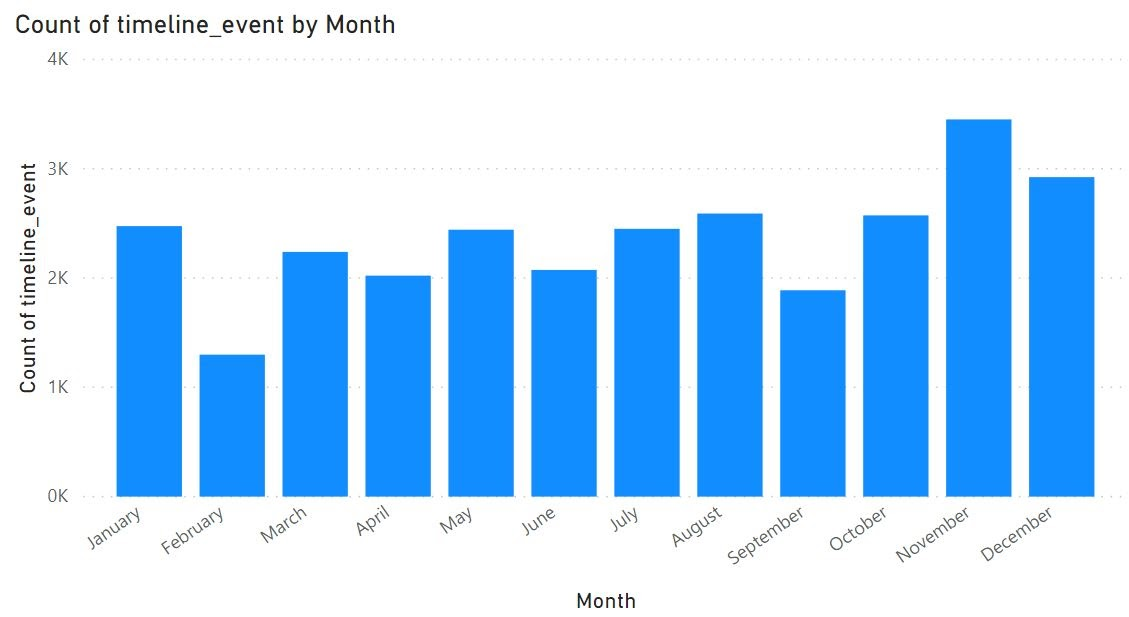 Count of timeline_event by Month
4K
3K
2K
1K
0K
Count of timeline_event
January
February
March
April
May
June
July
August
September
October
November
December
Month